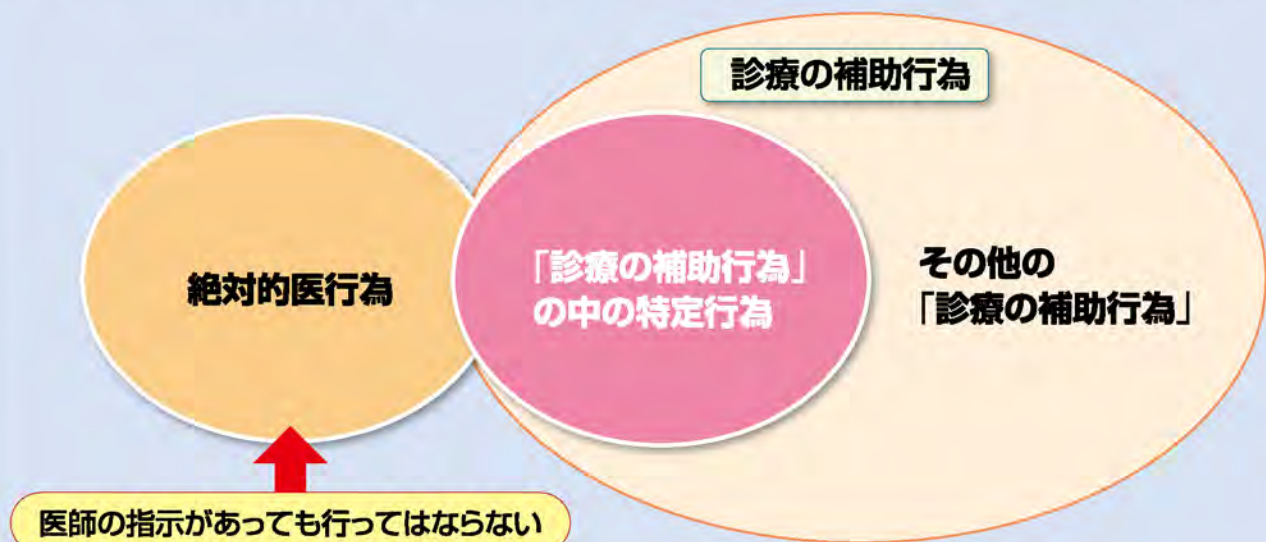 診療の補助行為
絶対的医行為
「診療の補助行為」
の中の特定行為
その他の
「診療の補助行為」
医師の指示があっても行ってはならない